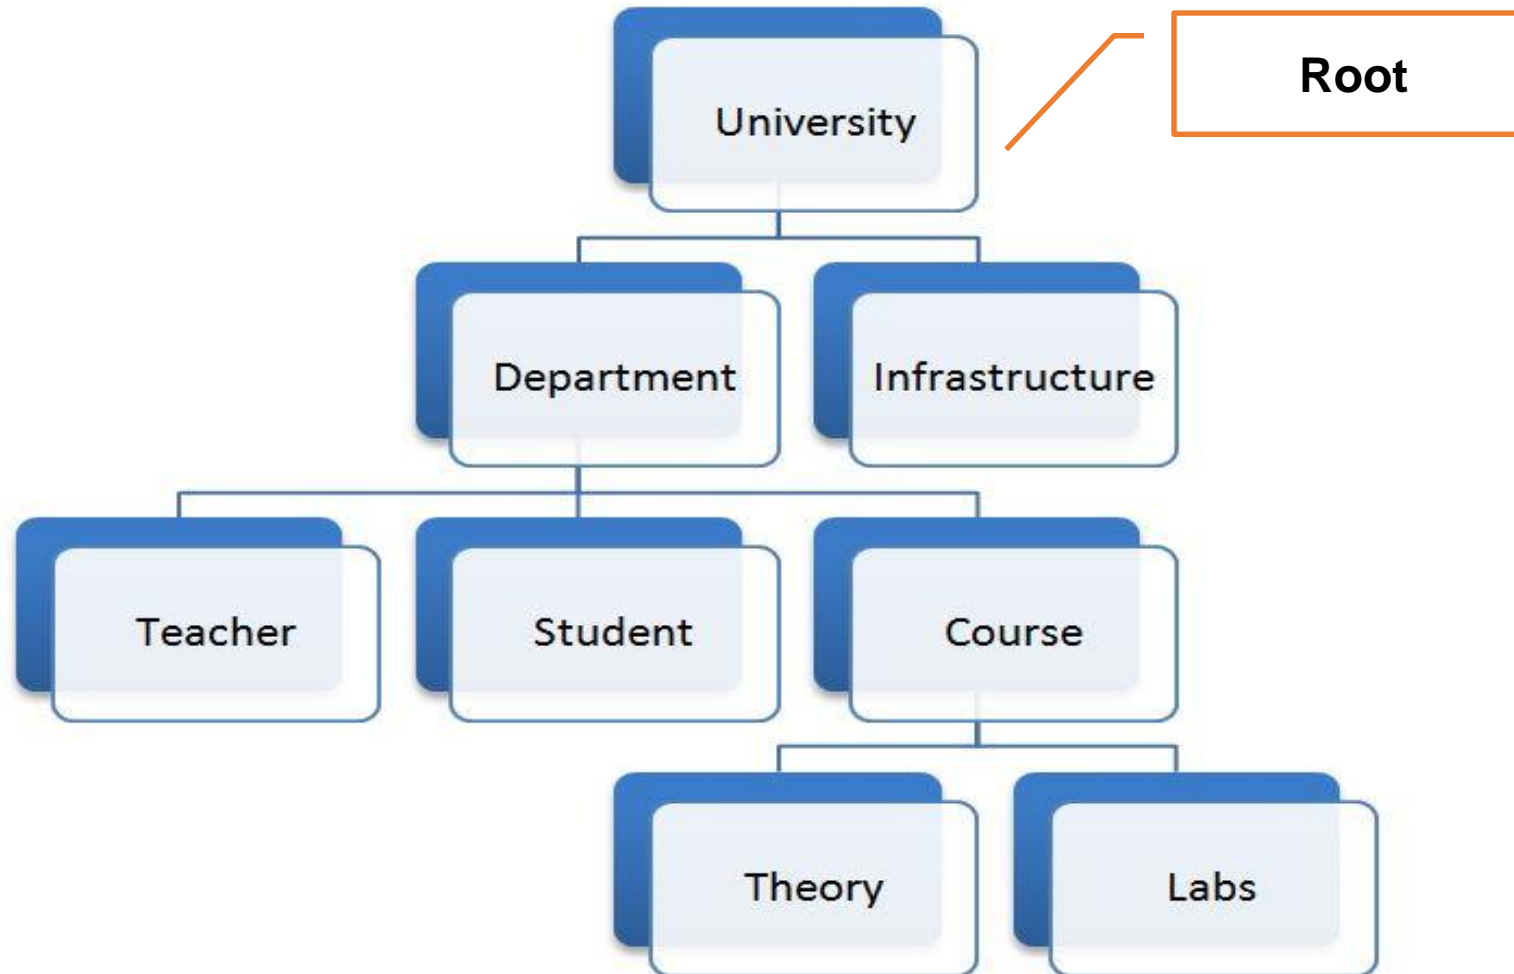 Root
University
Department
Infrastructure
Teacher
Student
Course
Theory
Labs